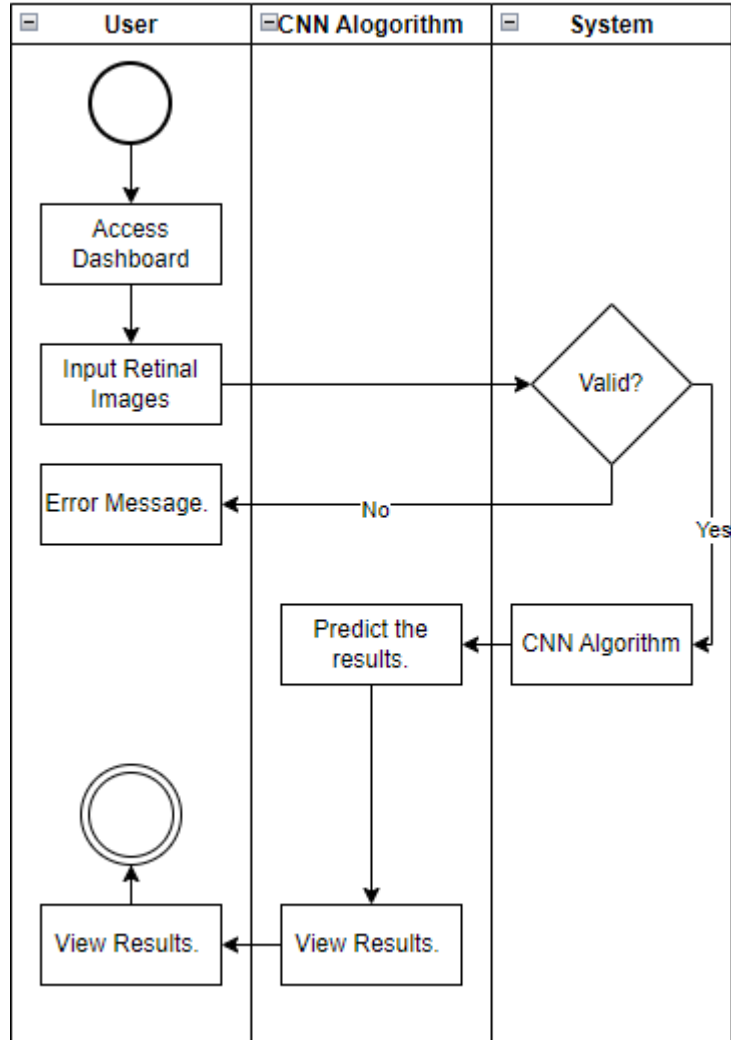 User
CNN Alogorithm
System
Access
Dashboard
Input Retinal
Images
Valid?
Error Message.
No
Yes
Predict the
results.
CNN Algorithm
View Results.
View Results.